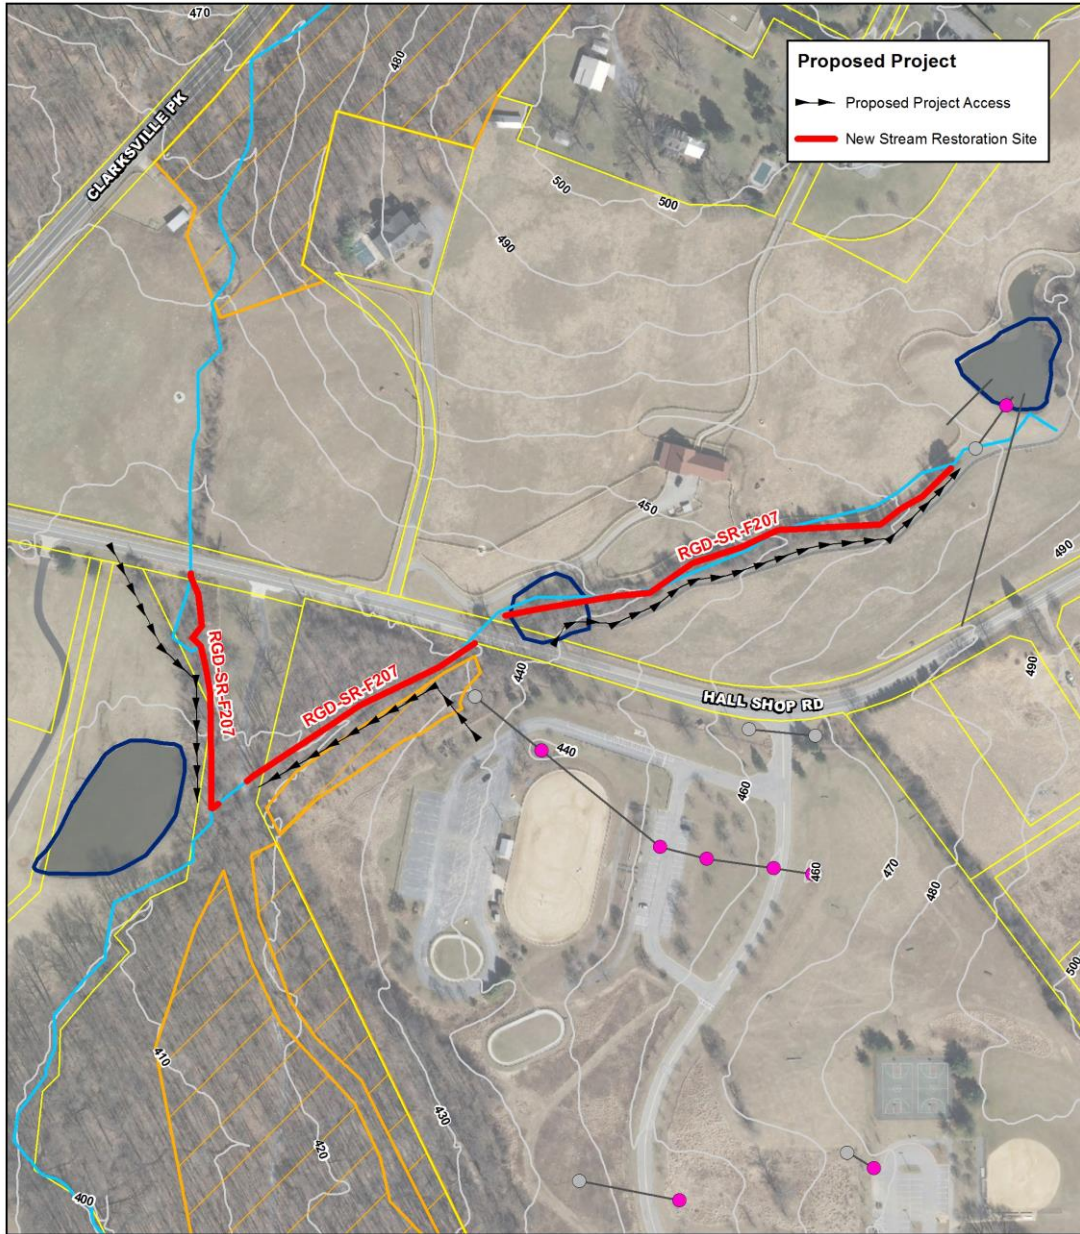 470
480
Proposed Project
Proposed Project Access
New Stream Restoration Site
CLARKSVILLE PK
500
500
490
450
RGD-SR-F207
490
RGD-SR-F207
RGD-SR-F207
440
HALL SHOP RD
490
440
460
460
470
480
500
410
430
420
400